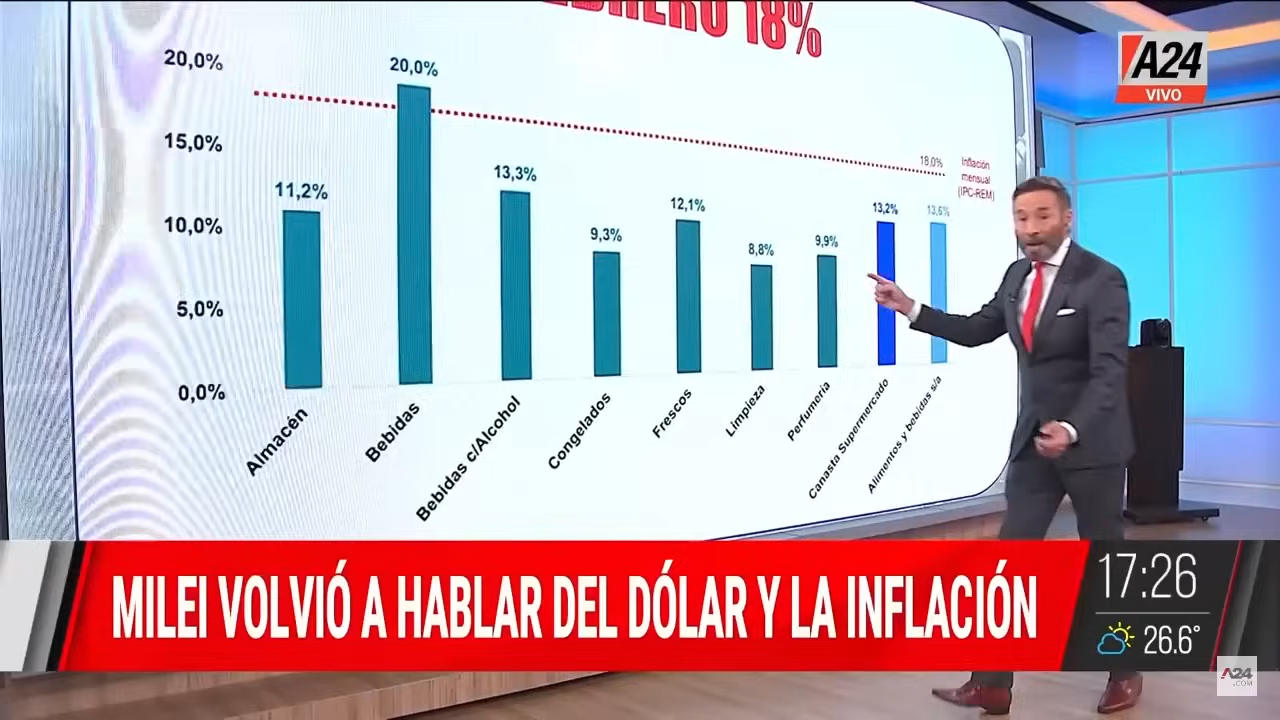 18%
20,0%
15,0%
10,0%
5,0%
0,0%
11,2%
20,0%
13,3%
9,3%
12,1%
8,8%
9,9%
13,2%
13,6%
18,0%
Inflación
mensual
(IPC-REM)
Almacén
Bebidas
Bebidas c/Alcohol
Congelados
Frescos
Limpieza
Perfumería
Canasta Supermercado
Alimentos y bebidas s/a
A24
VIVO
MILEI VOLVIÓ A HABLAR DEL DÓLAR Y LA INFLACIÓN
17:26
26.6°
A24
.COM